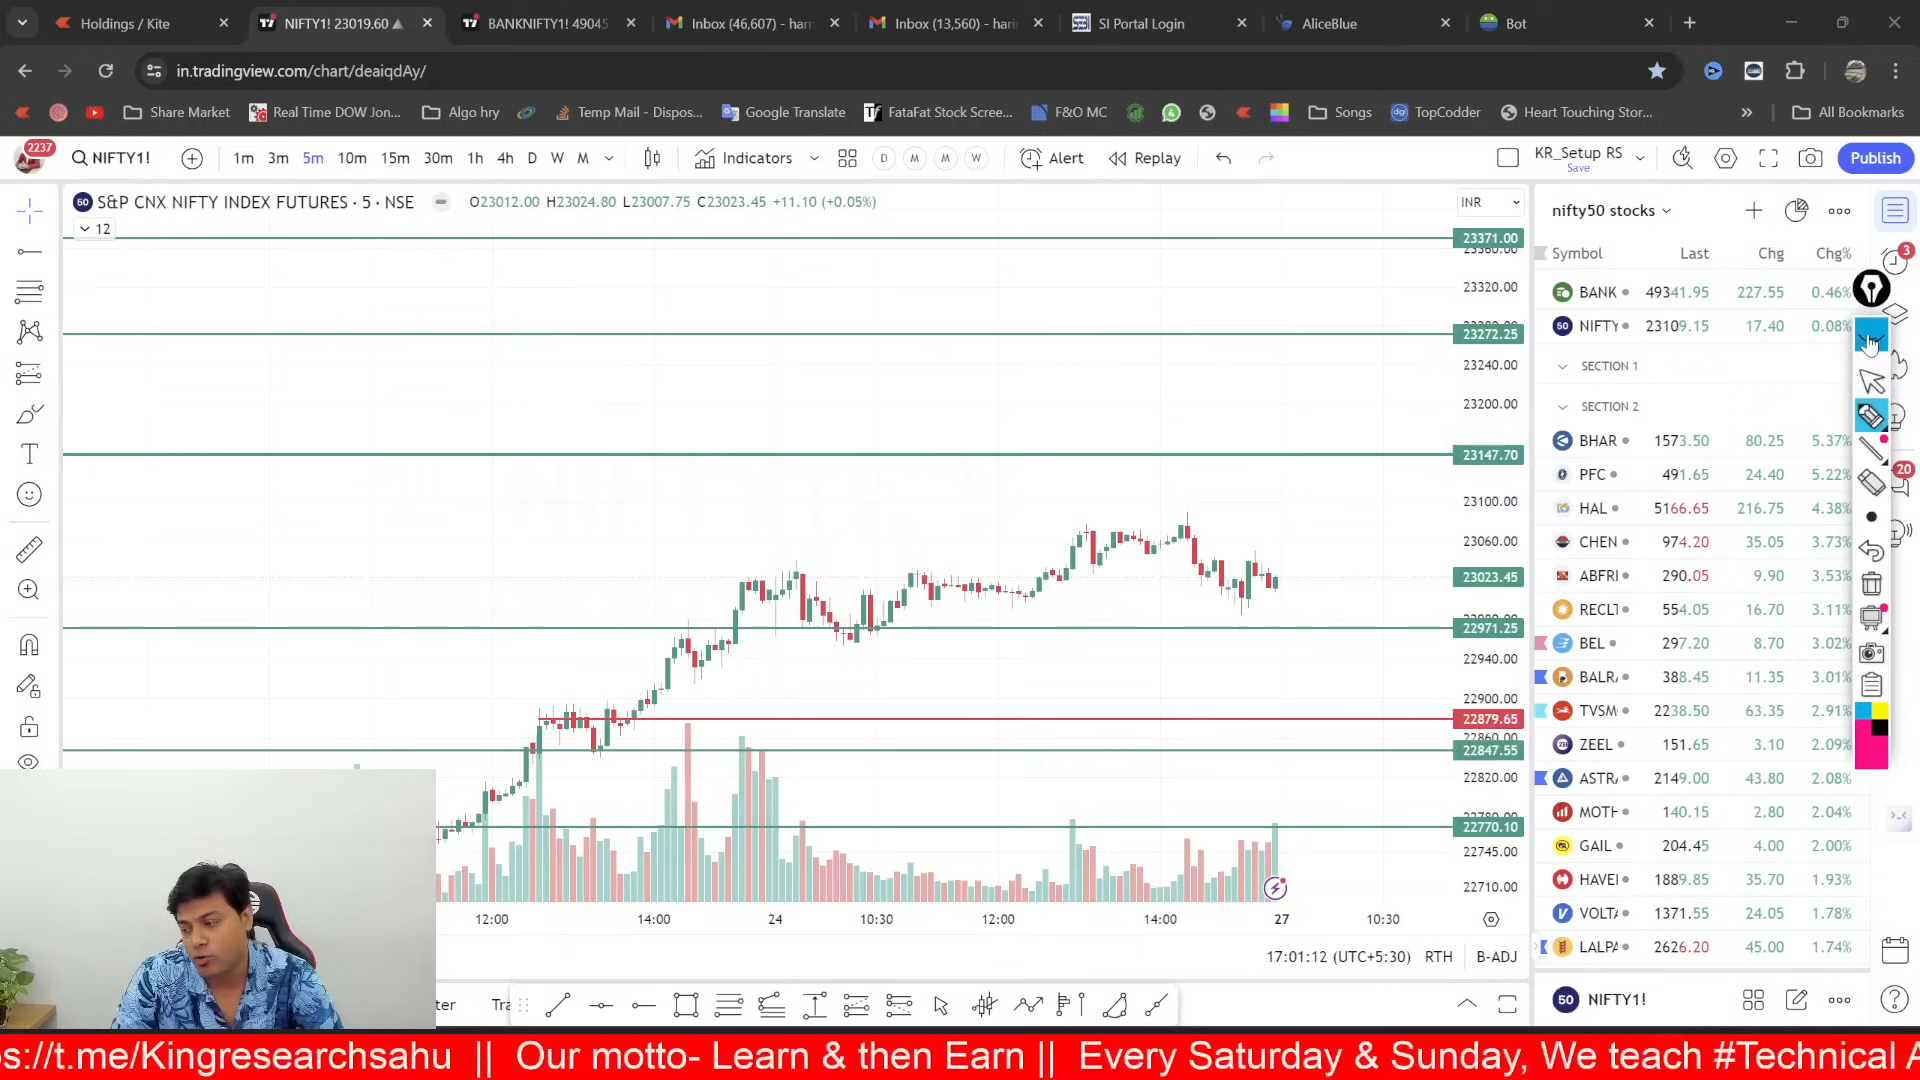 Holdings / Kite
NIFTY1! 23019.60
BANKNIFTY1! 49045
Inbox (46,607) - harr
Inbox (13,560) - harin
SI Portal Login
AliceBlue
Bot
in.tradingview.com/chart/deaiqdAy/
Share Market
Real Time DOW Jon...
Algo hry
Temp Mail - Dispos...
Google Translate
FataFat Stock Scree...
F&O MC
Songs
TopCodder
Heart Touching Stor...
All Bookmarks
2237
NIFTY1!
1m 3m 5m 10m 15m 30m 1h 4h D W M
Indicators
D M M W
Alert
Replay
KR_Setup RS
Save
Publish
S&P CNX NIFTY INDEX FUTURES · 5 · NSE
O23012.00 H23024.80 L23007.75 C23023.45 +11.10 (+0.05%)
INR
12
23371.00
23320.00
23272.25
23240.00
23200.00
23147.70
23100.00
23060.00
23023.45
22971.25
22940.00
22900.00
22879.65
22847.55
22820.00
22770.10
22745.00
22710.00
12:00 14:00 24 10:30 12:00 14:00 27 10:30
17:01:12 (UTC+5:30) RTH B-ADJ
nifty50 stocks
Symbol Last Chg Chg%
3
BANK 49341.95 227.55 0.46%
NIFTY 23109.15 17.40 0.08%
SECTION 1
SECTION 2
BHAR 1573.50 80.25 5.37%
PFC 491.65 24.40 5.22%
20
HAL 5166.65 216.75 4.38%
CHEN 974.20 35.05 3.73%
ABFRI 290.05 9.90 3.53%
RECLT 554.05 16.70 3.11%
BEL 297.20 8.70 3.02%
BALR 388.45 11.35 3.01%
TVSM 2238.50 63.35 2.91%
ZEEL 151.65 3.10 2.09%
ASTR 2149.00 43.80 2.08%
MOTH 140.15 2.80 2.04%
GAIL 204.45 4.00 2.00%
HAVEI 1889.85 35.70 1.93%
VOLTA 1371.55 24.05 1.78%
LALPA 2626.20 45.00 1.74%
50 NIFTY1!
ter Tra
s://t.me/Kingresearchsahu || Our motto- Learn & then Earn || Every Saturday & Sunday, We teach #Technical A